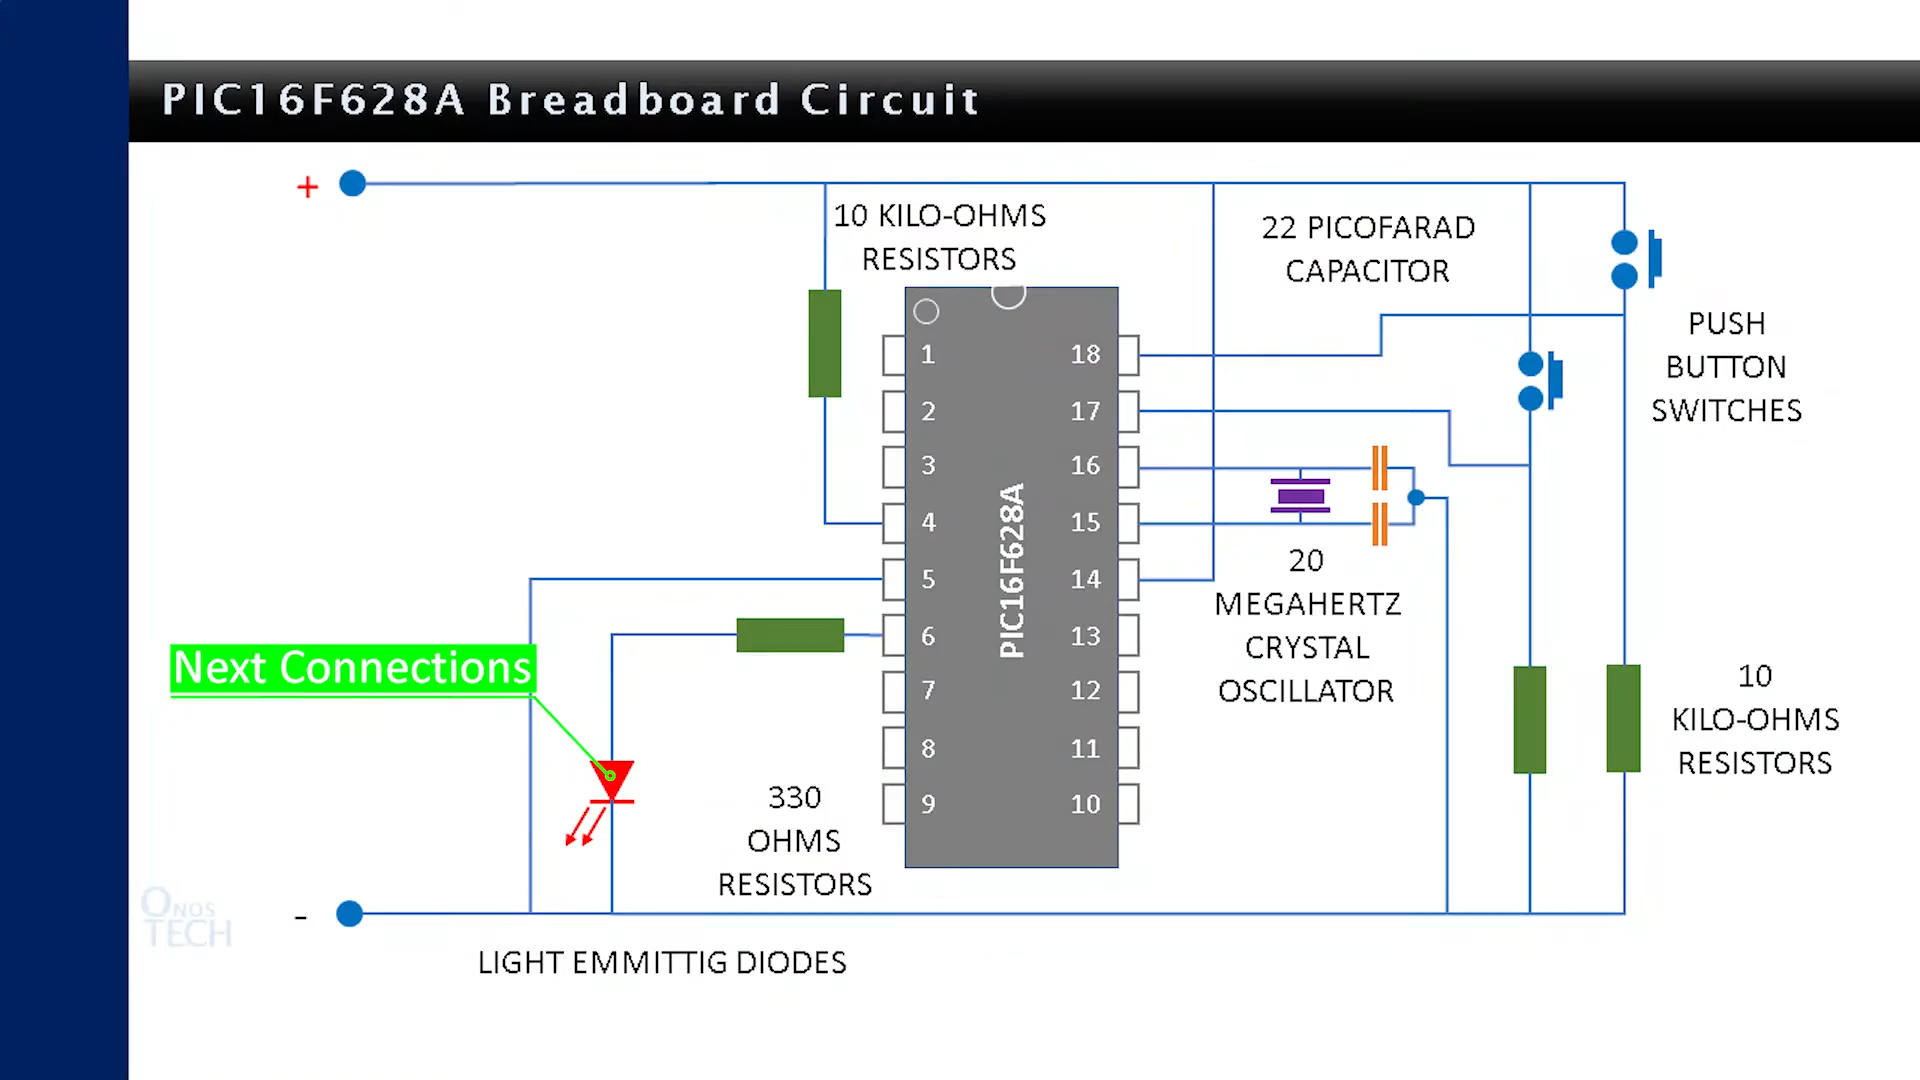 PIC16F628A Breadboard Circuit
+
10 KILO-OHMS
RESISTORS
22 PICOFARAD
CAPACITOR
PUSH
BUTTON
SWITCHES
1 18
2 17
3 16
4 15
5 14
6 13
7 12
8 11
9 10
PIC16F628A
20
MEGAHERTZ
CRYSTAL
OSCILLATOR
Next Connections
10
KILO-OHMS
RESISTORS
330
OHMS
RESISTORS
-
ONOS
TECH
LIGHT EMMITTIG DIODES